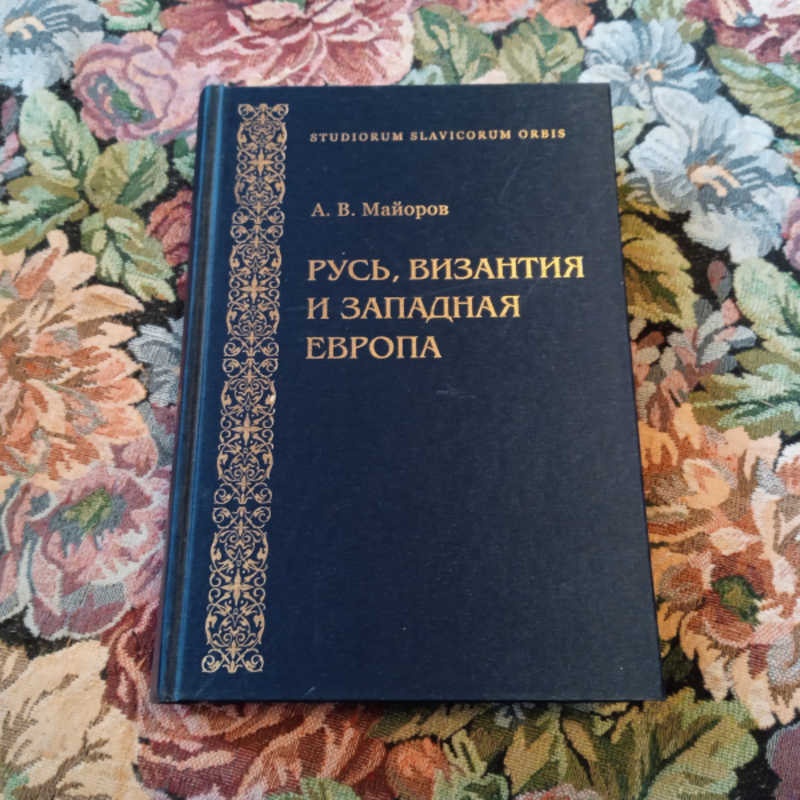 STUDIORUM SLAVICORUM ORBIS
А. В. Майоров
РУСЬ, ВИЗАНТИЯ
И ЗАПАДНАЯ
ЕВРОПА